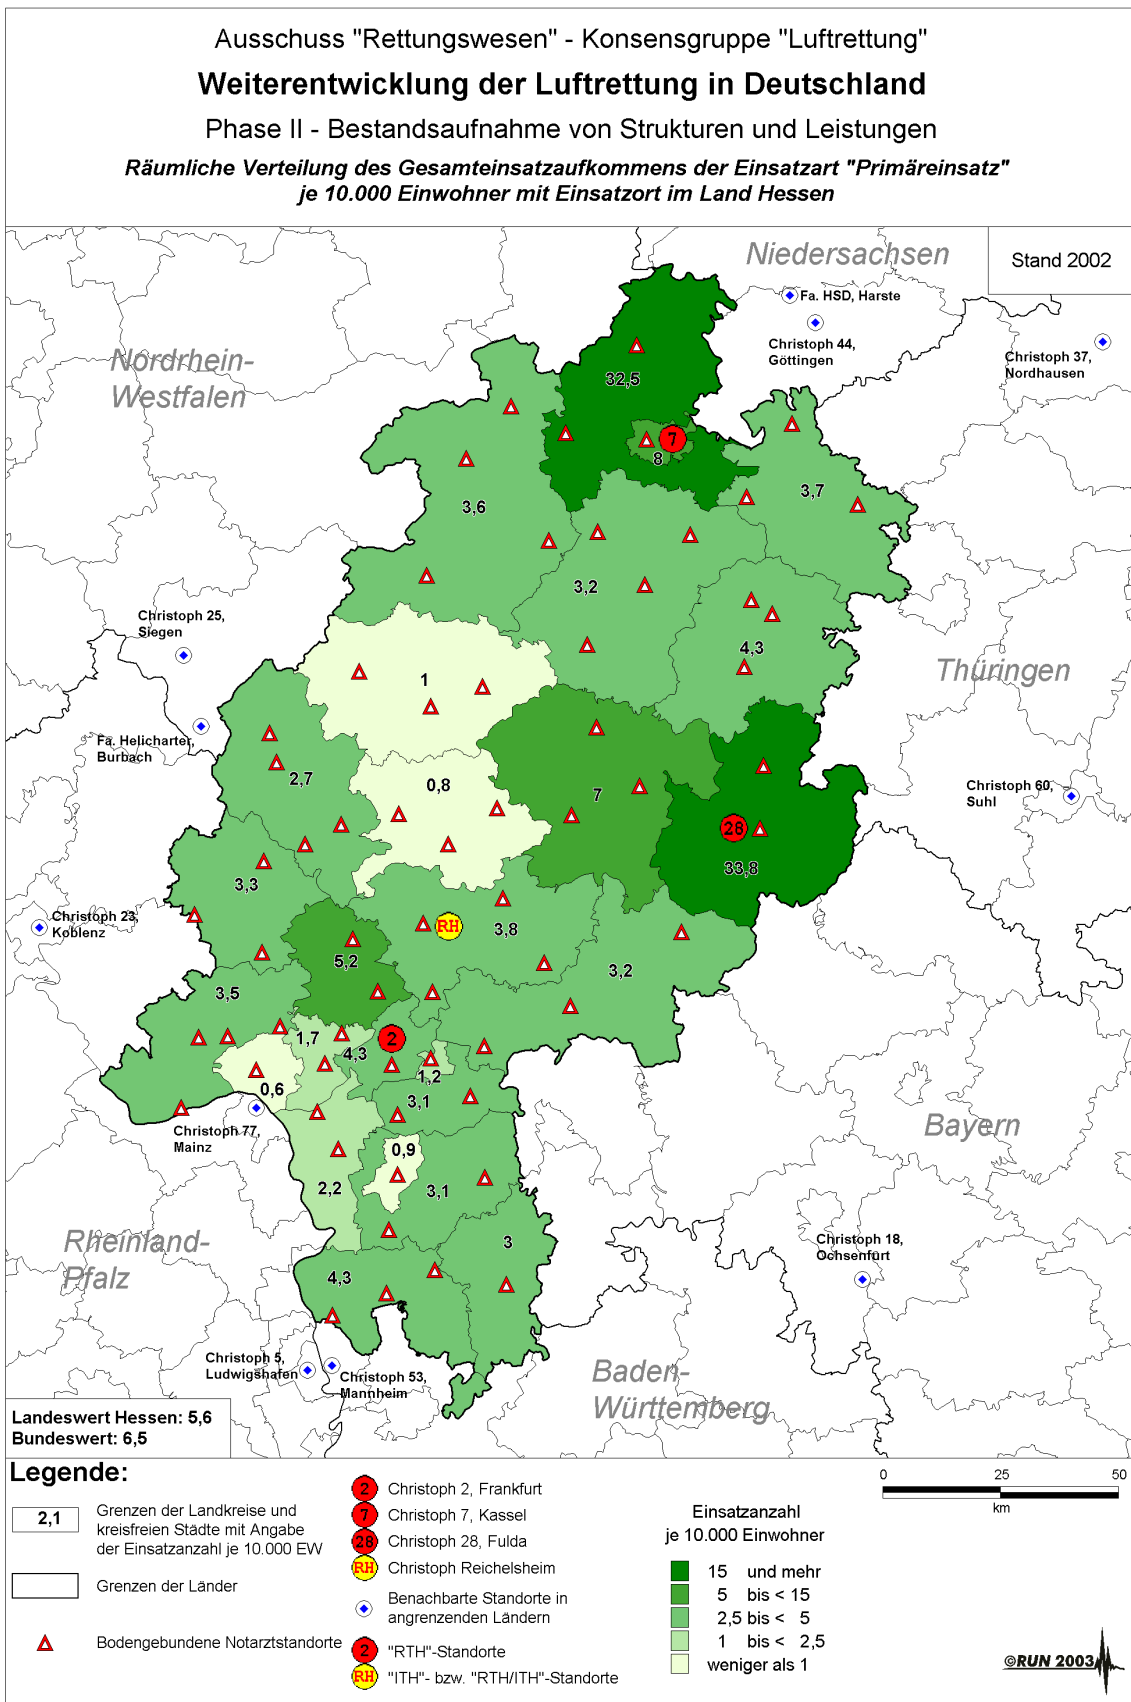 Ausschuss "Rettungswesen" - Konsensgruppe "Luftrettung"
Weiterentwicklung der Luftrettung in Deutschland
Phase II - Bestandsaufnahme von Strukturen und Leistungen
Räumliche Verteilung des Gesamteinsatzaufkommens der Einsatzart "Primäreinsatz"
je 10.000 Einwohner mit Einsatzort im Land Hessen
Niedersachsen
Stand 2002
Fa. HSD, Harste
Christoph 44,
Göttingen
Christoph 37,
Nordhausen
Nordrhein-
Westfalen
32,5
7
8
3,7
3,6
3,2
Christoph 25,
Siegen
4,3
Thüringen
1
Fa. Helicharter,
Burbach
2,7
0,8
7
Christoph 60,
Suhl
28
33,8
3,3
Christoph 23,
Koblenz
RH
3,8
5,2
3,2
3,5
1,7
4,3
2
1,2
0,6
3,1
Christoph 77,
Mainz
Bayern
0,9
2,2
3,1
Rheinland-
Pfalz
3
Christoph 18,
Ochsenfurt
4,3
Christoph 5,
Ludwigshafen
Christoph 53,
Mannheim
Baden-
Württemberg
Landeswert Hessen: 5,6
Bundeswert: 6,5
Legende:
2,1
Grenzen der Landkreise und
kreisfreien Städte mit Angabe
der Einsatzanzahl je 10.000 EW
Grenzen der Länder
Bodengebundene Notarztstandorte
2 Christoph 2, Frankfurt
7 Christoph 7, Kassel
28 Christoph 28, Fulda
RH Christoph Reichelsheim
Benachbarte Standorte in
angrenzenden Ländern
2 "RTH"-Standorte
RH "ITH"- bzw. "RTH/ITH"-Standorte
Einsatzanzahl
je 10.000 Einwohner
15 und mehr
5 bis < 15
2,5 bis < 5
1 bis < 2,5
weniger als 1
0 25 50
km
©RUN 2003